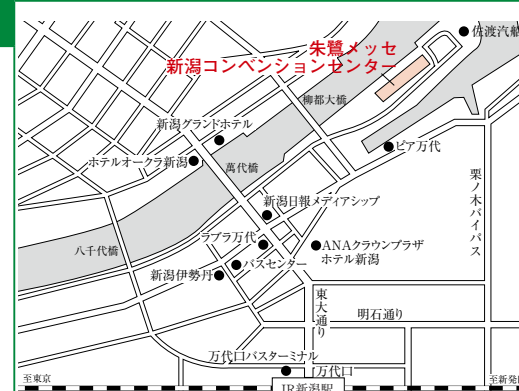 佐渡汽船
朱鷺メッセ
新潟コンベンションセンター
柳都大橋
新潟グランドホテル
ピア万代
ホテルオークラ新潟
萬代橋
栗ノ木バイパス
新潟日報メディアシップ
ラブラ万代
ANAクラウンプラザ
ホテル新潟
八千代橋
バスセンター
新潟伊勢丹
東大通り
明石通り
万代口バスターミナル
万代口
至東京
JR新潟駅